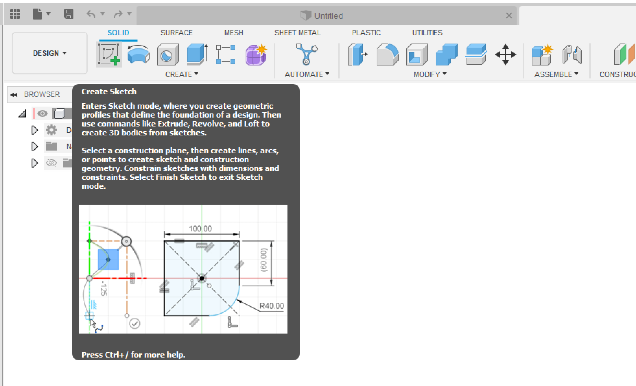 Untitled
SOLID SURFACE MESH SHEET METAL PLASTIC UTILITIES
DESIGN
CREATE AUTOMATE MODIFY ASSEMBLE CONSTRUC
BROWSER
D
Na
Create Sketch
Enters Sketch mode, where you create geometric
profiles that define the foundation of a design. Then
use commands like Extrude, Revolve, and Loft to
create 3D bodies from sketches.
Select a construction plane, then create lines, arcs,
or points to create sketch and construction
geometry. Constrain sketches with dimensions and
constraints. Select Finish Sketch to exit Sketch
mode.
100.00
(60.00)
125
R40.00
Press Ctrl+/ for more help.